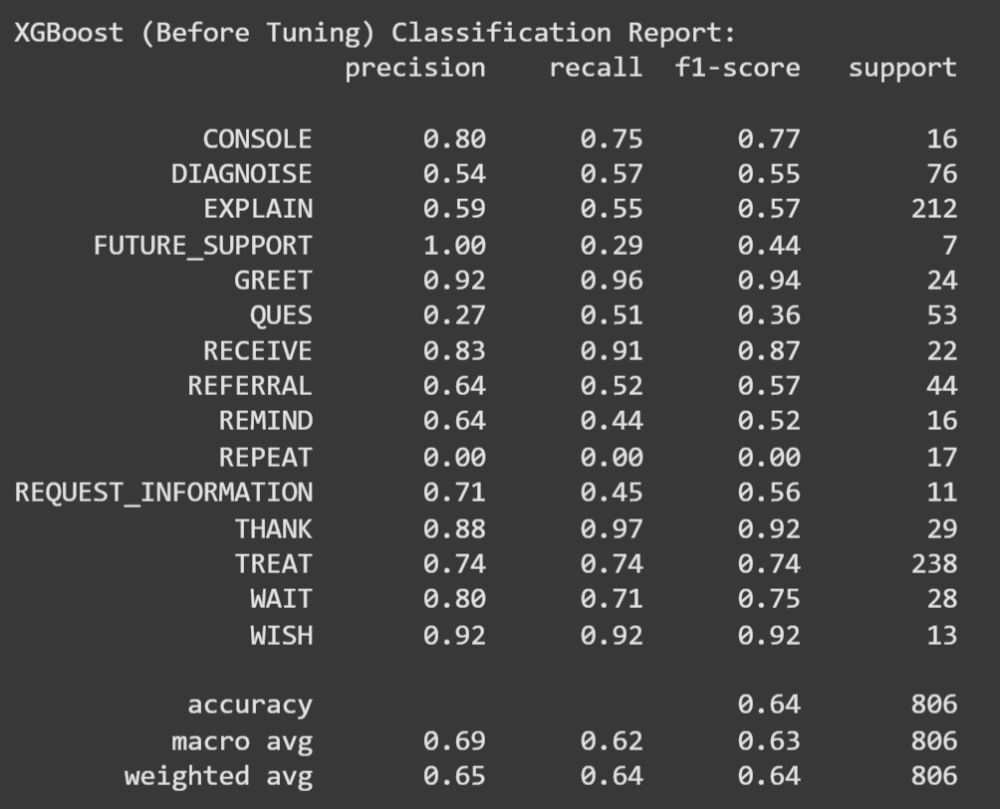 XGBoost (Before Tuning) Classification Report:
precision recall f1-score support
CONSOLE 0.80 0.75 0.77 16
DIAGNOISE 0.54 0.57 0.55 76
EXPLAIN 0.59 0.55 0.57 212
FUTURE_SUPPORT 1.00 0.29 0.44 7
GREET 0.92 0.96 0.94 24
QUES 0.27 0.51 0.36 53
RECEIVE 0.83 0.91 0.87 22
REFERRAL 0.64 0.52 0.57 44
REMIND 0.64 0.44 0.52 16
REPEAT 0.00 0.00 0.00 17
REQUEST_INFORMATION 0.71 0.45 0.56 11
THANK 0.88 0.97 0.92 29
TREAT 0.74 0.74 0.74 238
WAIT 0.80 0.71 0.75 28
WISH 0.92 0.92 0.92 13
accuracy 0.64 806
macro avg 0.69 0.62 0.63 806
weighted avg 0.65 0.64 0.64 806